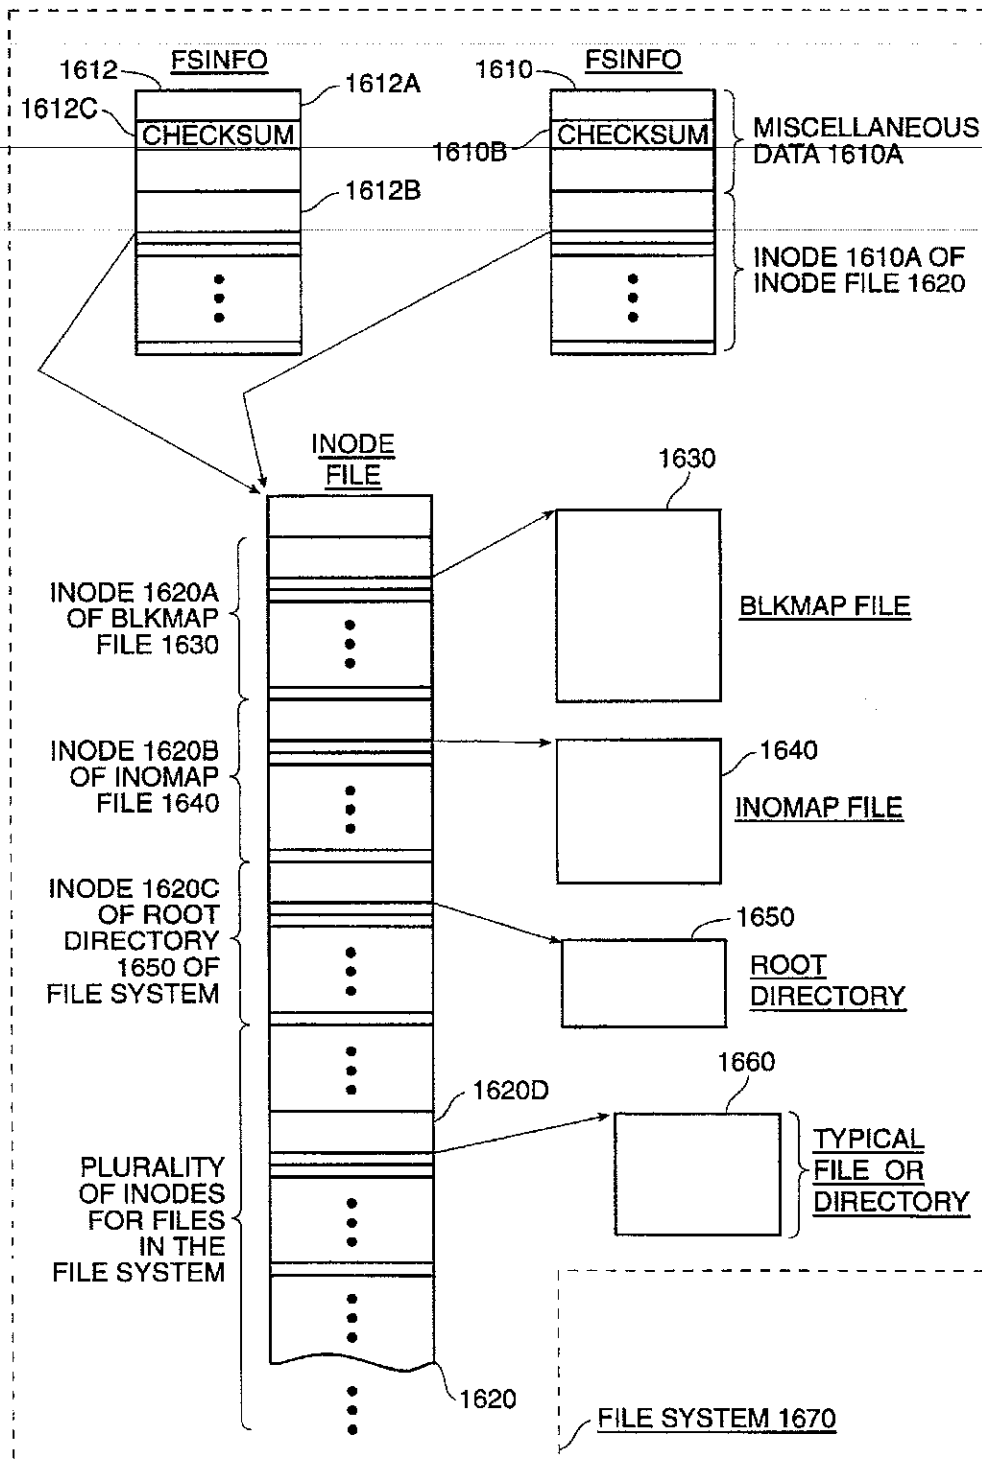 FSINFO
1612
1612A
1612C
CHECKSUM
1612B
FSINFO
1610
1610B
CHECKSUM
MISCELLANEOUS
DATA 1610A
INODE 1610A OF
INODE FILE 1620
INODE
FILE
1630
INODE 1620A
OF BLKMAP
FILE 1630
BLKMAP FILE
INODE 1620B
OF INOMAP
FILE 1640
1640
INOMAP FILE
INODE 1620C
OF ROOT
DIRECTORY
1650 OF
FILE SYSTEM
1650
ROOT
DIRECTORY
1660
1620D
TYPICAL
FILE OR
DIRECTORY
PLURALITY
OF INODES
FOR FILES
IN THE
FILE SYSTEM
1620
FILE SYSTEM 1670